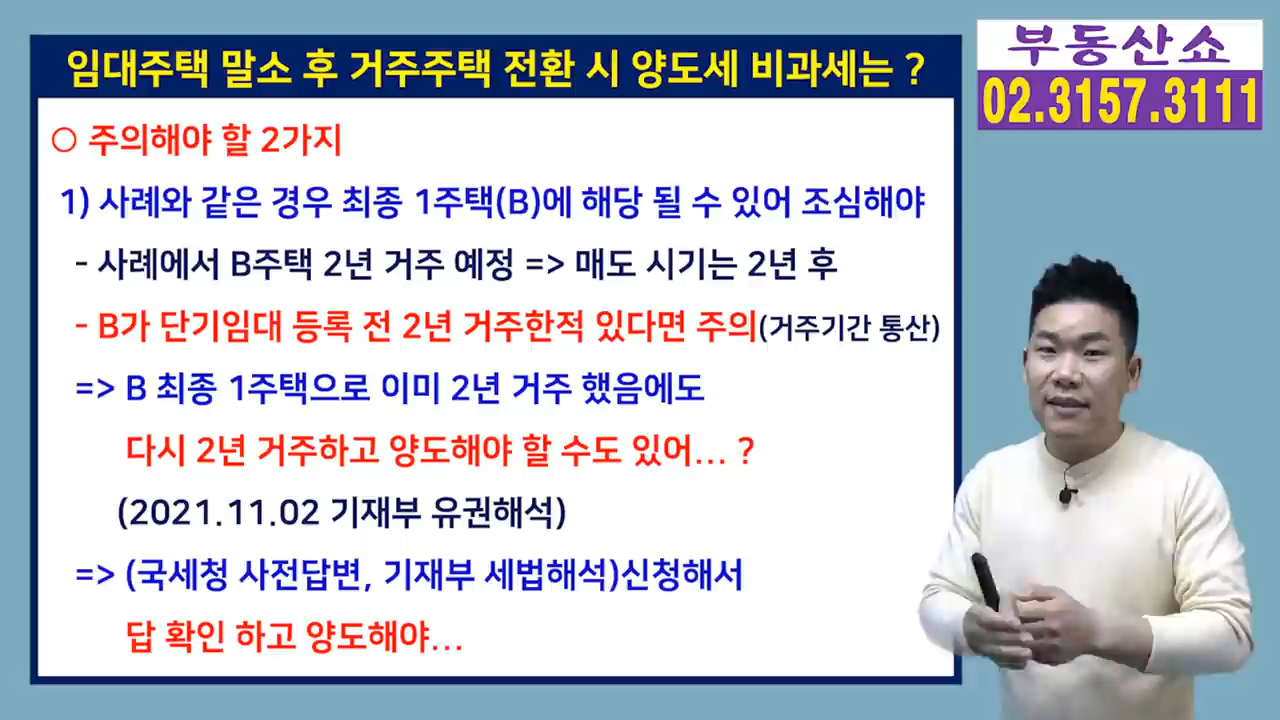 임대주택 말소 후 거주주택 전환 시 양도세 비과세는 ?
부동산쇼
02.3157.3111
○ 주의해야 할 2가지
1) 사례와 같은 경우 최종 1주택(B)에 해당 될 수 있어 조심해야
- 사례에서 B주택 2년 거주 예정 => 매도 시기는 2년 후
- B가 단기임대 등록 전 2년 거주한적 있다면 주의(거주기간 통산)
=> B 최종 1주택으로 이미 2년 거주 했음에도
다시 2년 거주하고 양도해야 할 수도 있어... ?
(2021.11.02 기재부 유권해석)
=> (국세청 사전답변, 기재부 세법해석)신청해서
답 확인 하고 양도해야...